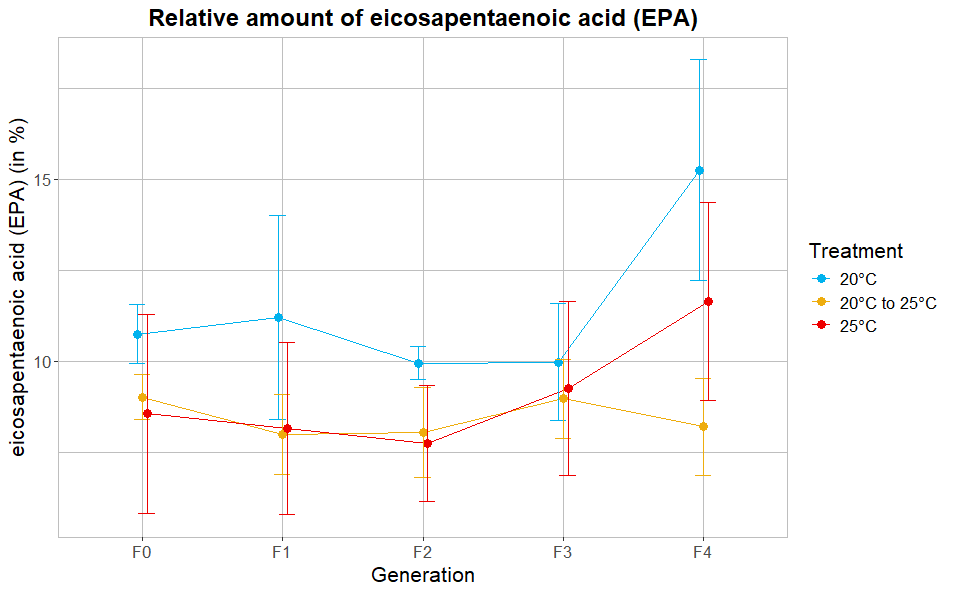 Relative amount of eicosapentaenoic acid (EPA)
eicosapentaenoic acid (EPA) (in %)
15
10
F0 F1 F2 F3 F4
Generation
Treatment
20°C
20°C to 25°C
25°C